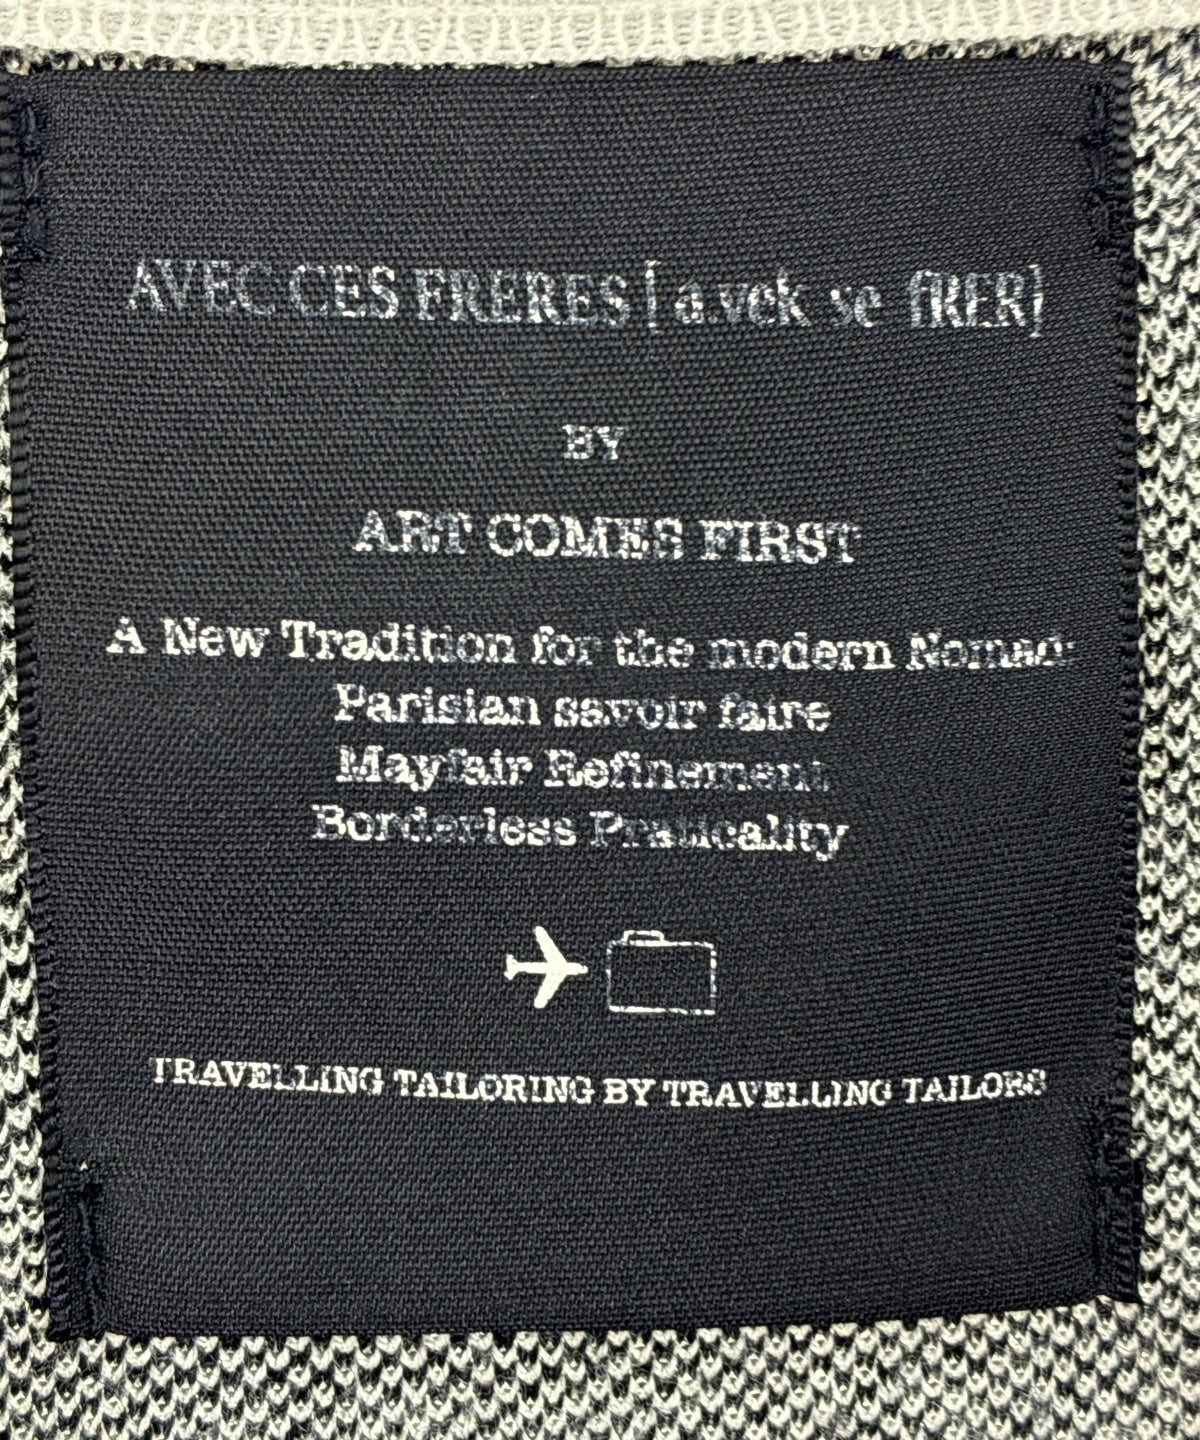 AVEC CES FRERES [ a.vek se fRER]
BY
ART COMES FIRST
A New Tradition for the modern Nomad:
Parisian savoir faire
Mayfair Refinement
Borderless Praticality
TRAVELLING TAILORING BY TRAVELLING TAILORS